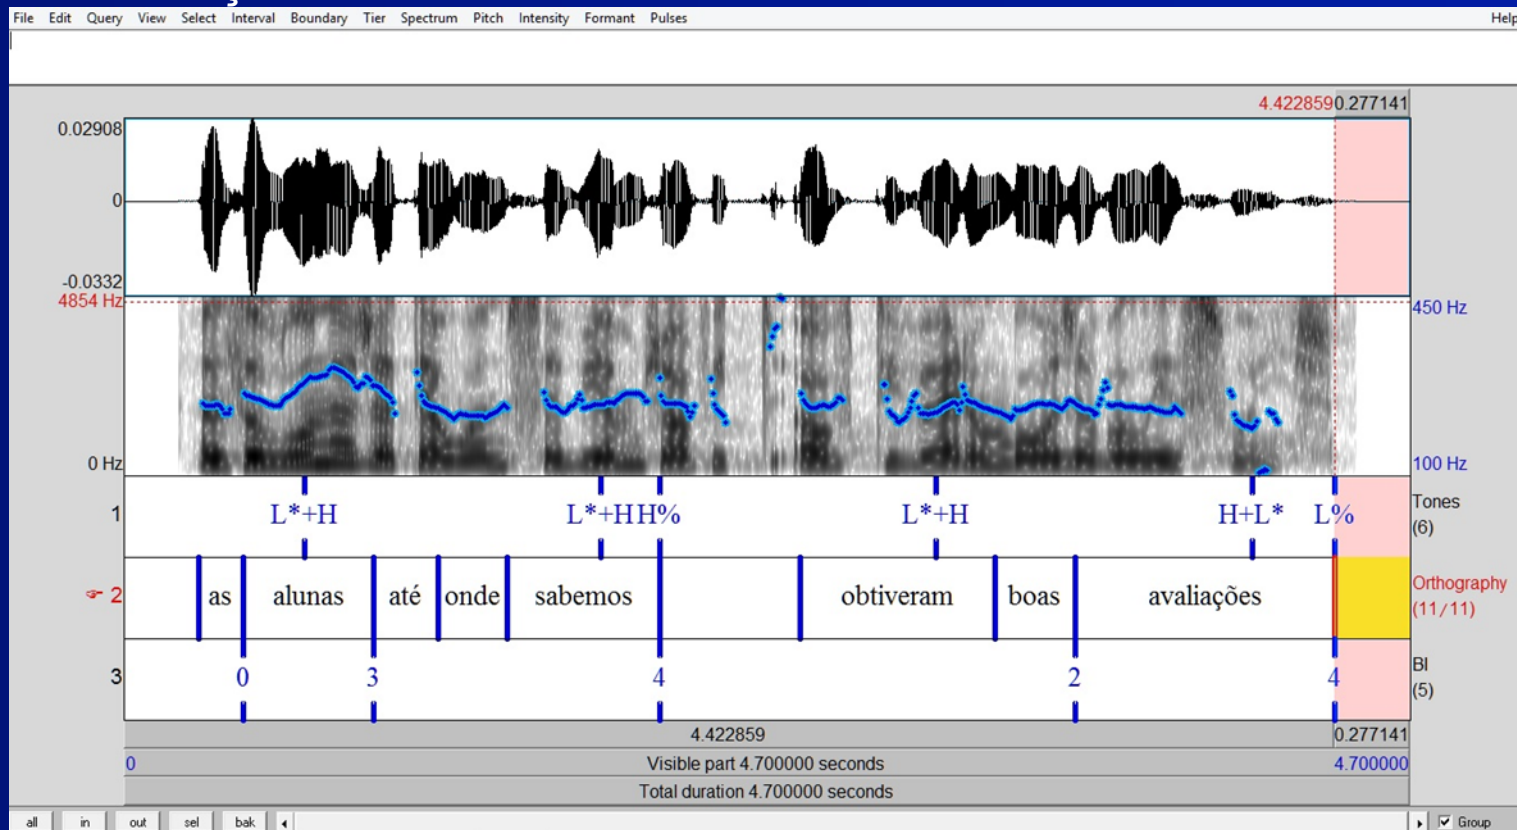 File Edit Query View Select Interval Boundary Tier Spectrum Pitch Intensity Formant Pulses Help
4.422859 0.277141
0.02908
0
-0.0332
4854 Hz
450 Hz
0 Hz
100 Hz
1 L*+H L*+H H% L*+H H+L* L% Tones
(6)
2 as alunas até onde sabemos obtiveram boas avaliações Orthography
(11/11)
3 0 3 4 2 4 BI
(5)
4.422859 0.277141
0 Visible part 4.700000 seconds 4.700000
Total duration 4.700000 seconds
all in out sel bak Group